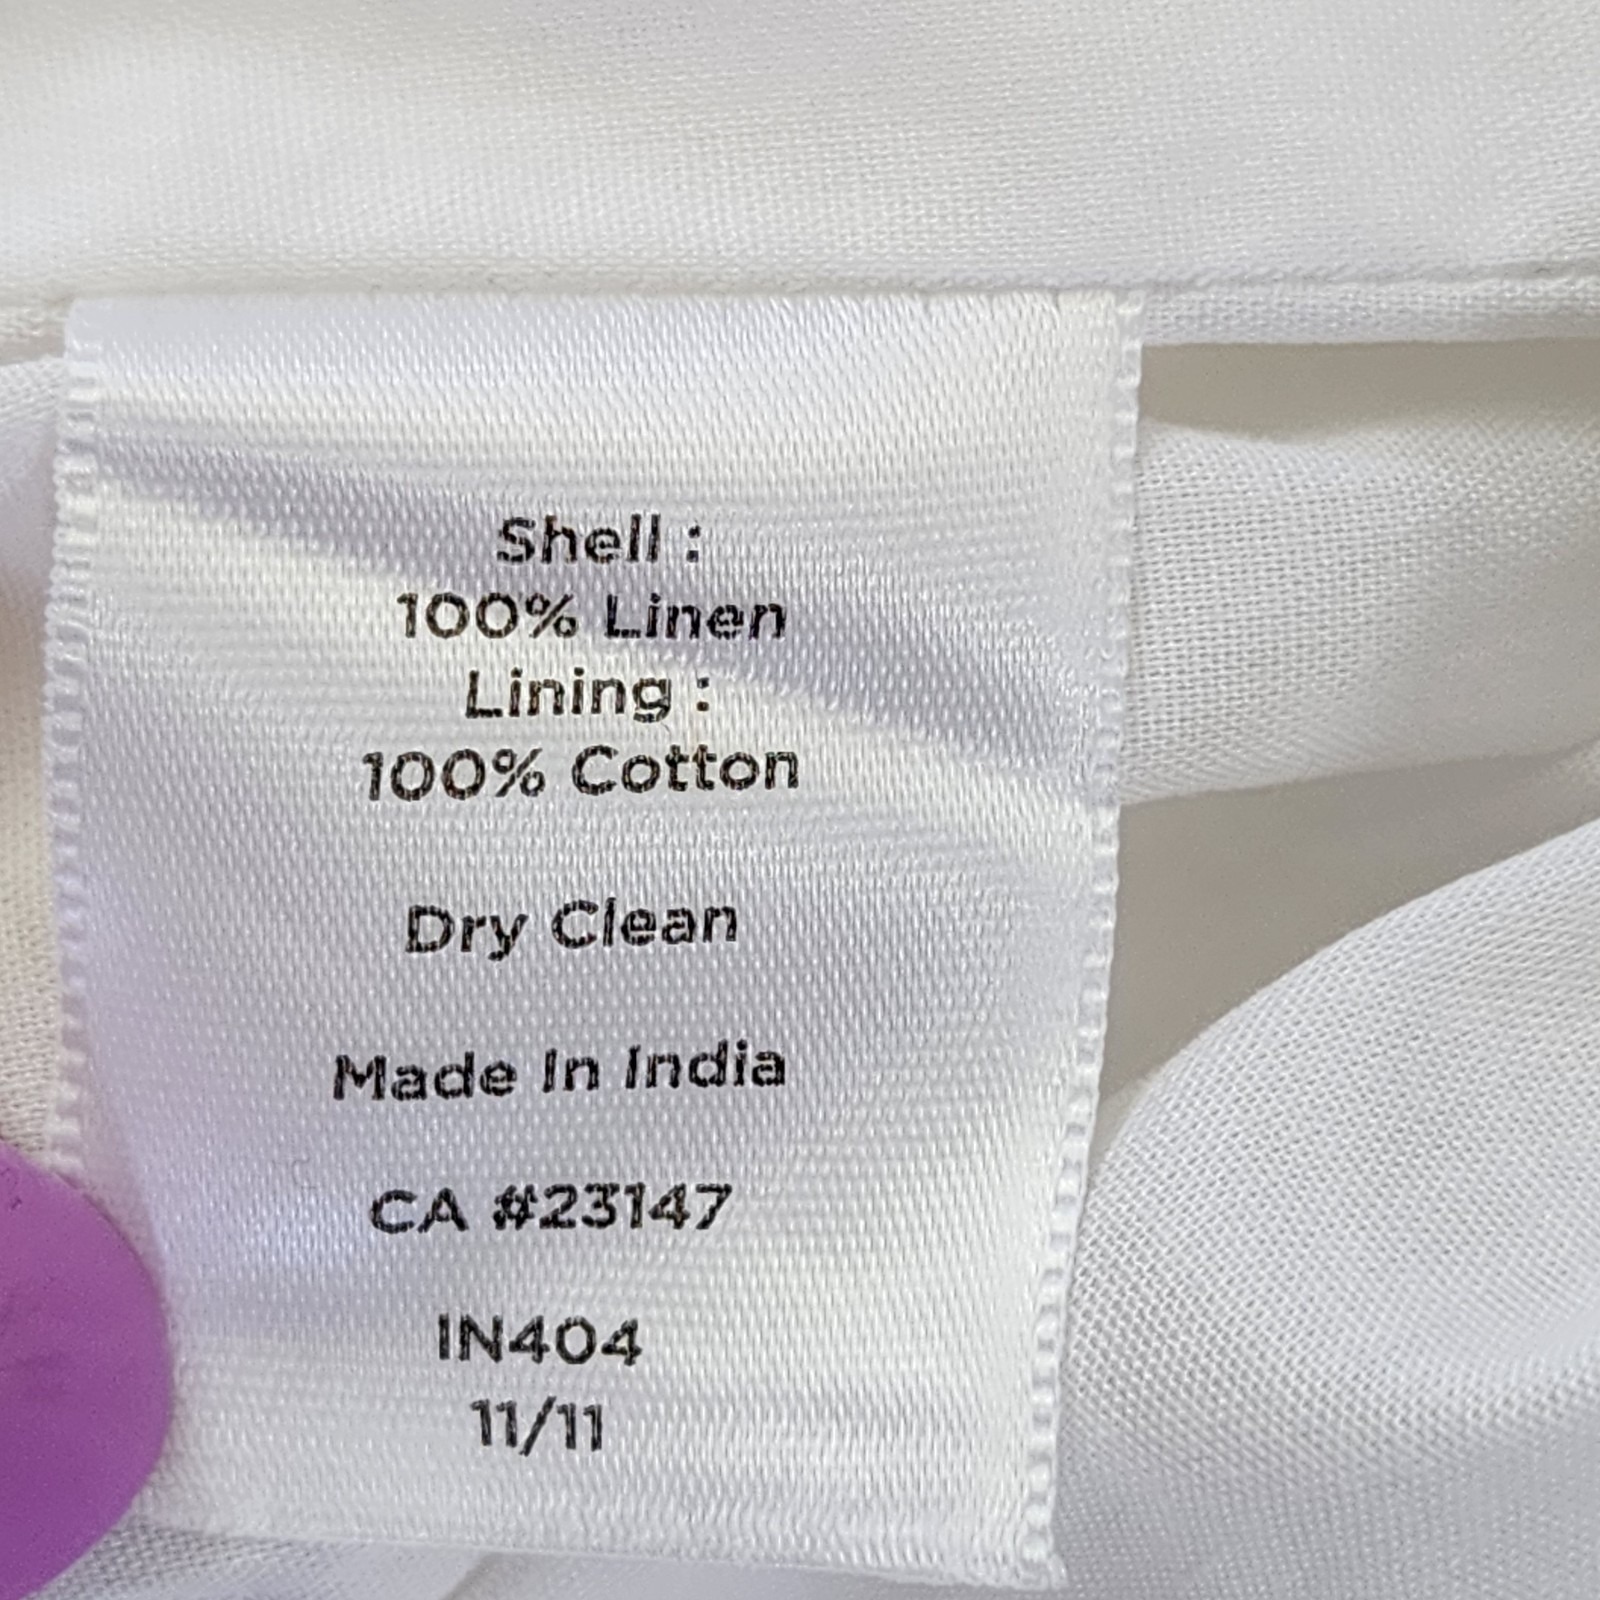 Shell :
100% Linen
Lining :
100% Cotton
Dry Clean
Made In India
CA #23147
IN404
11/11